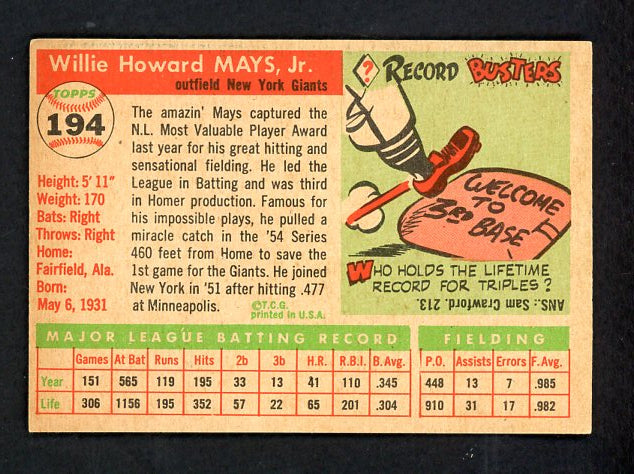 Willie Howard MAYS, Jr.
outfield New York Giants
TOPPS
194
Height: 5' 11"
Weight: 170
Bats: Right
Throws: Right
Home:
Fairfield, Ala.
Born:
May 6, 1931
The amazin' Mays captured the
N.L. Most Valuable Player Award
last year for his great hitting and
sensational fielding. He led the
League in Batting and was third
in Homer production. Famous for
his impossible plays, he pulled a
miracle catch in the '54 Series
460 feet from Home to save the
1st game for the Giants. He joined
New York in '51 after hitting .477
at Minneapolis.
©T.C.G.
printed in U.S.A.
? RECORD BUSTERS
WELCOME
TO
3RD BASE
WHO HOLDS THE LIFETIME
RECORD FOR TRIPLES?
ANS.: Sam Crawford, 213.
MAJOR LEAGUE BATTING RECORD FIELDING
Games At Bat Runs Hits 2b 3b H.R. R.B.I. B.Avg. P.O. Assists Errors F.Avg.
Year 151 565 119 195 33 13 41 110 .345 448 13 7 .985
Life 306 1156 195 352 57 22 65 201 .304 910 31 17 .982